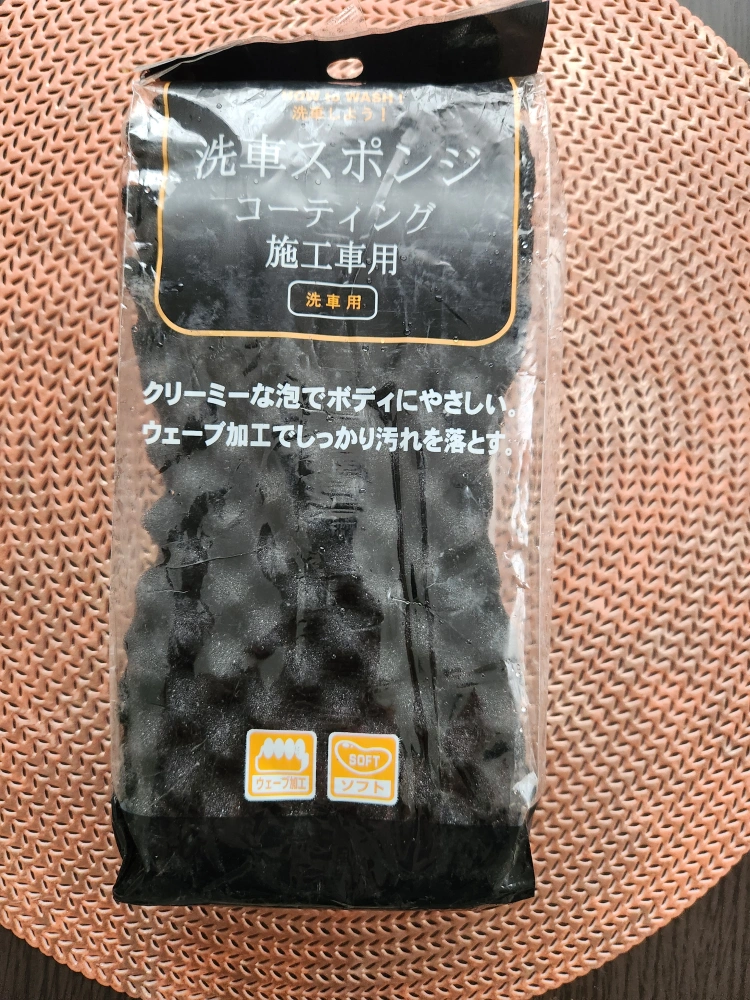 HOW to WASH!
洗車しよう!
洗車スポンジ
コーティング
施工車用
洗車用
クリーミーな泡でボディにやさしい。
ウェーブ加工でしっかり汚れを落とす。
ウェーブ加工
SOFT
ソフト